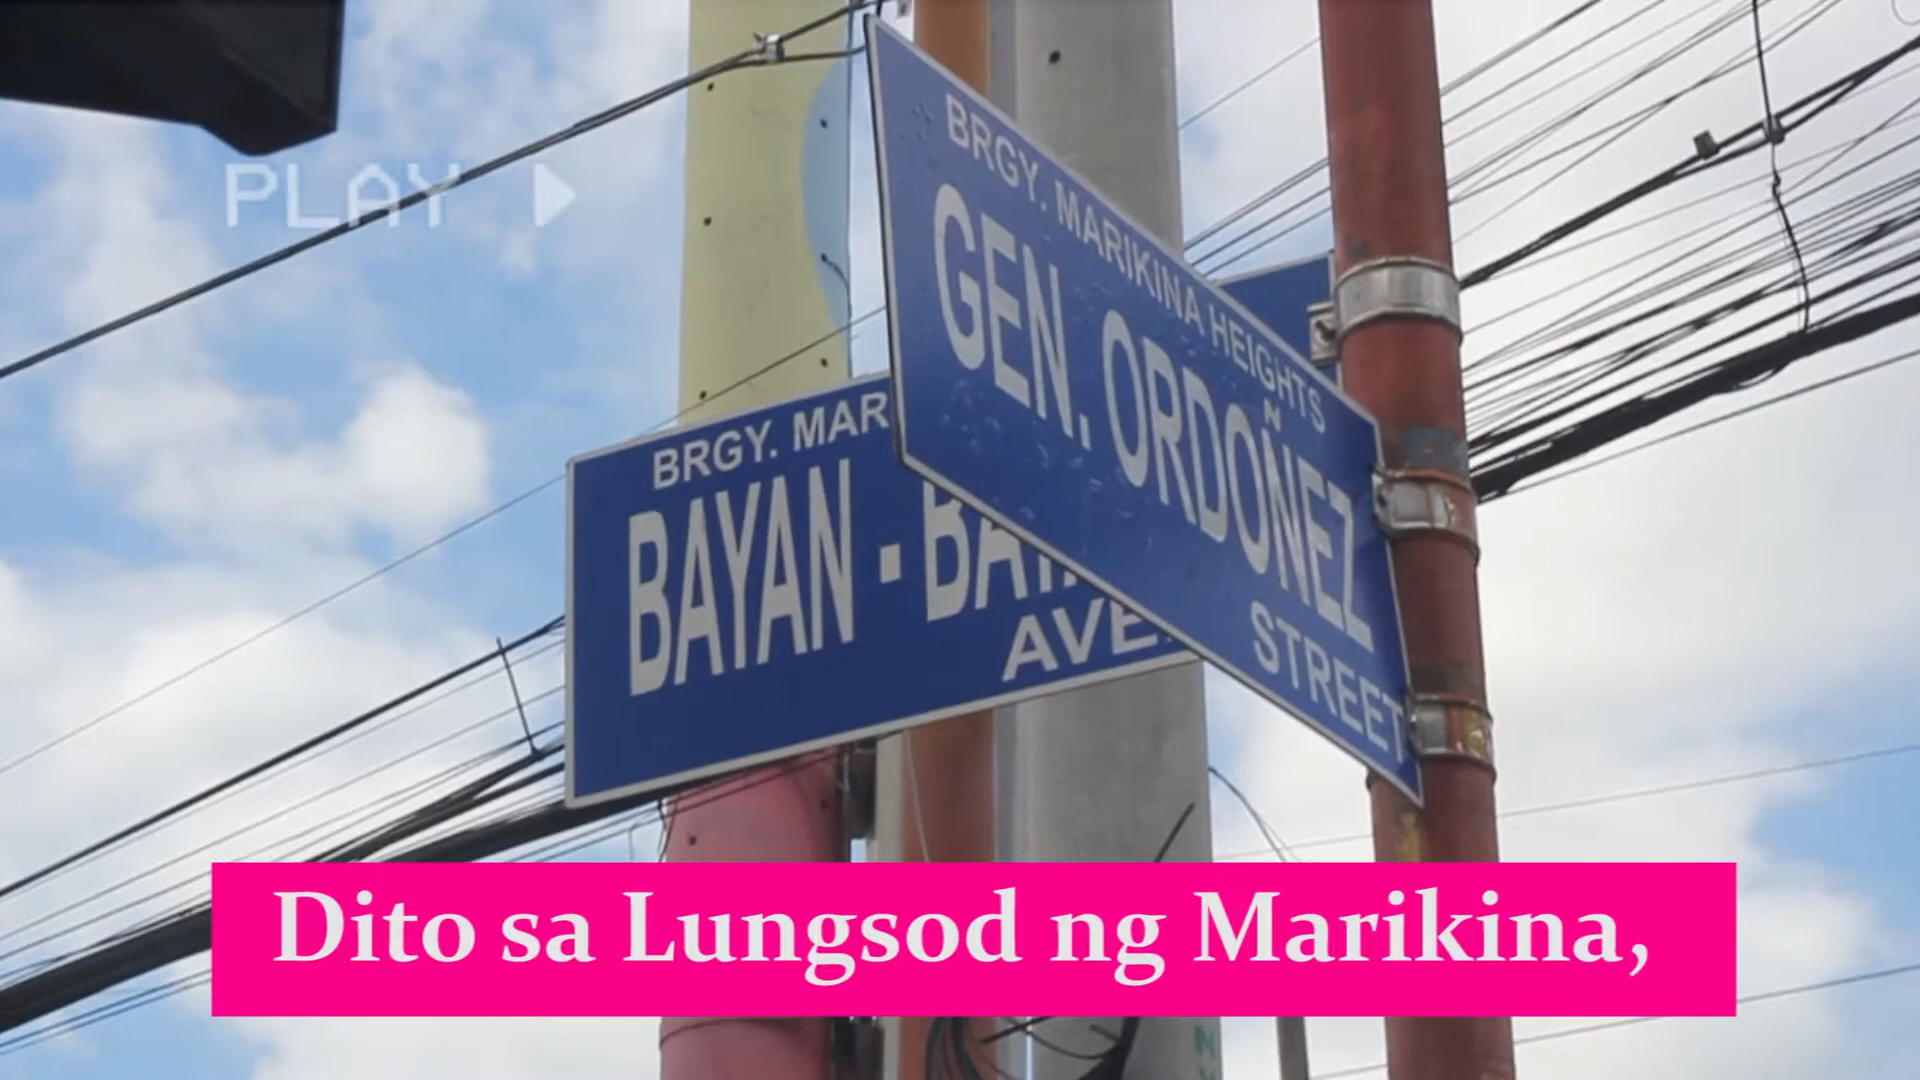 PLAY
BRGY. MARIKINA HEIGHTS
GEN. ORDOÑEZ
STREET
BRGY. MAR
BAYAN - BA
AVE.
Dito sa Lungsod ng Marikina,